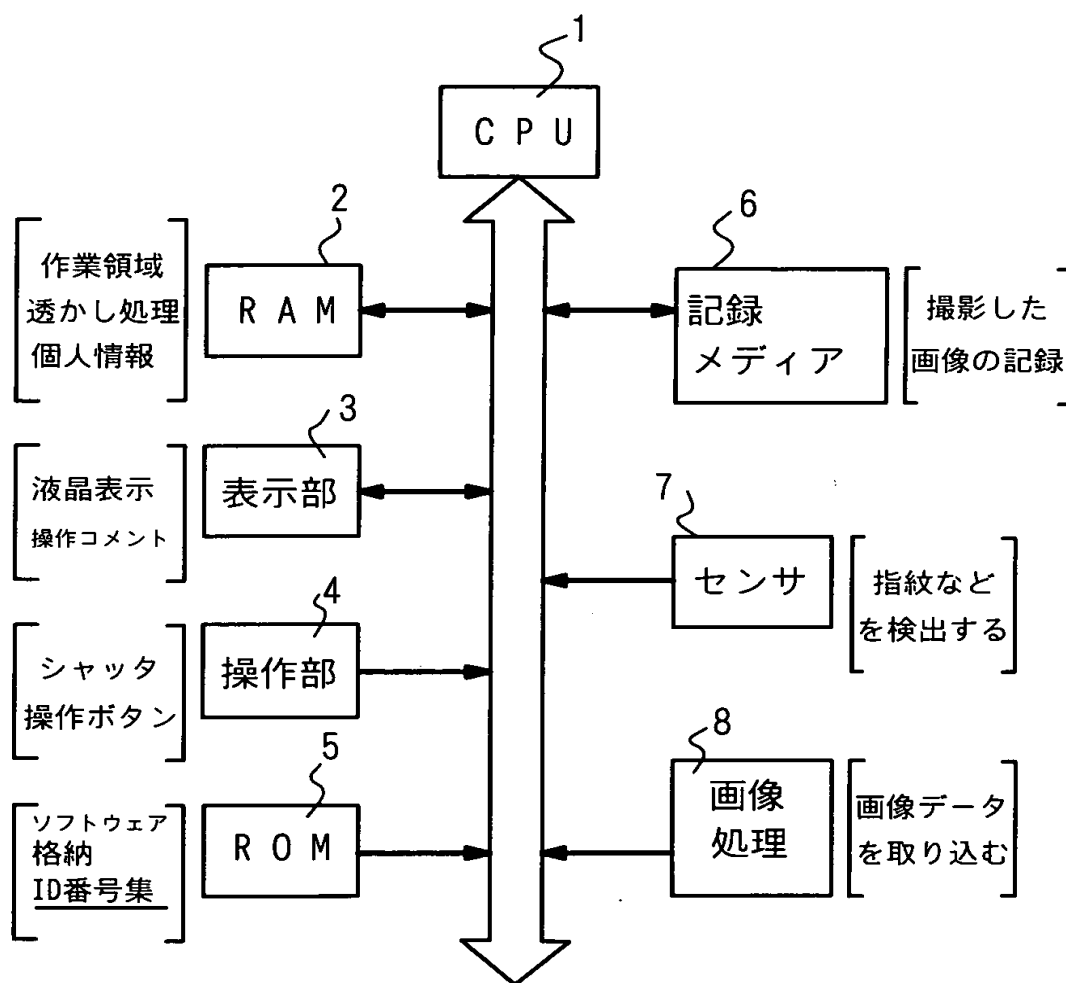 1
CPU
2
作業領域
透かし処理
個人情報
RAM
3
液晶表示
操作コメント
表示部
4
シャッタ
操作ボタン
操作部
5
ソフトウェア
格納
ID番号集
ROM
6
記録
メディア
撮影した
画像の記録
7
センサ
指紋など
を検出する
8
画像
処理
画像データ
を取り込む